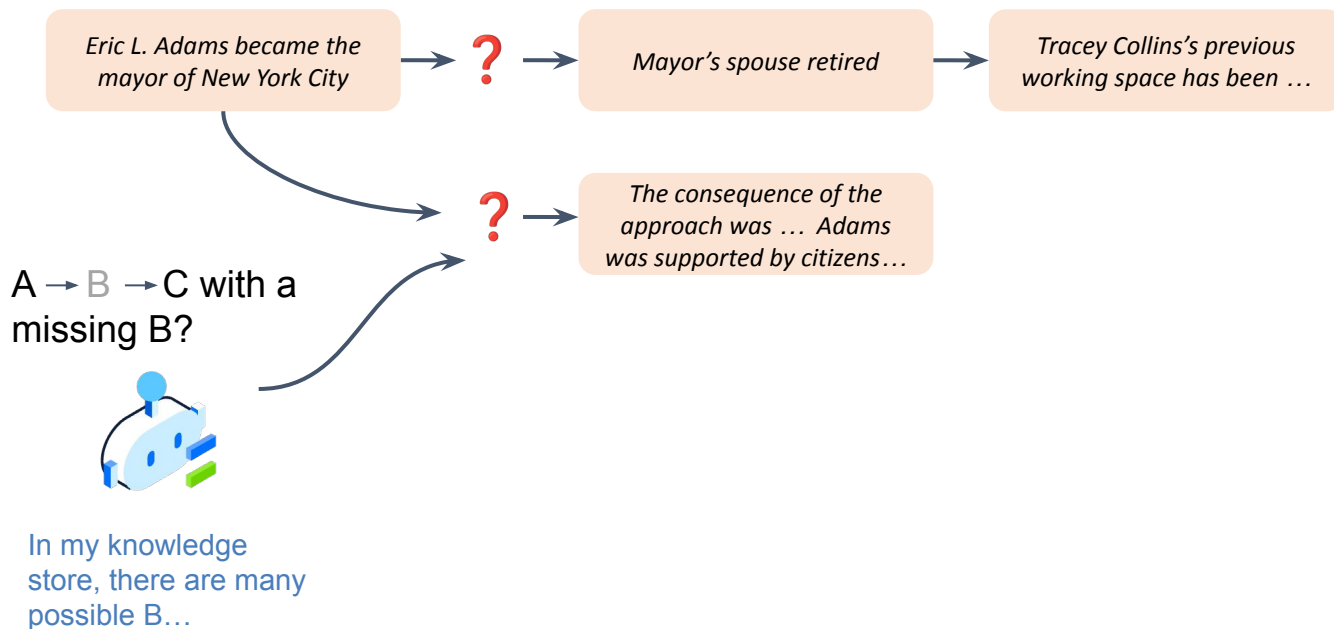 Eric L. Adams became the
mayor of New York City
❓
Mayor's spouse retired
Tracey Collins's previous
working space has been …
❓
The consequence of the
approach was … Adams
was supported by citizens…
A → B → C with a
missing B?
In my knowledge
store, there are many
possible B…